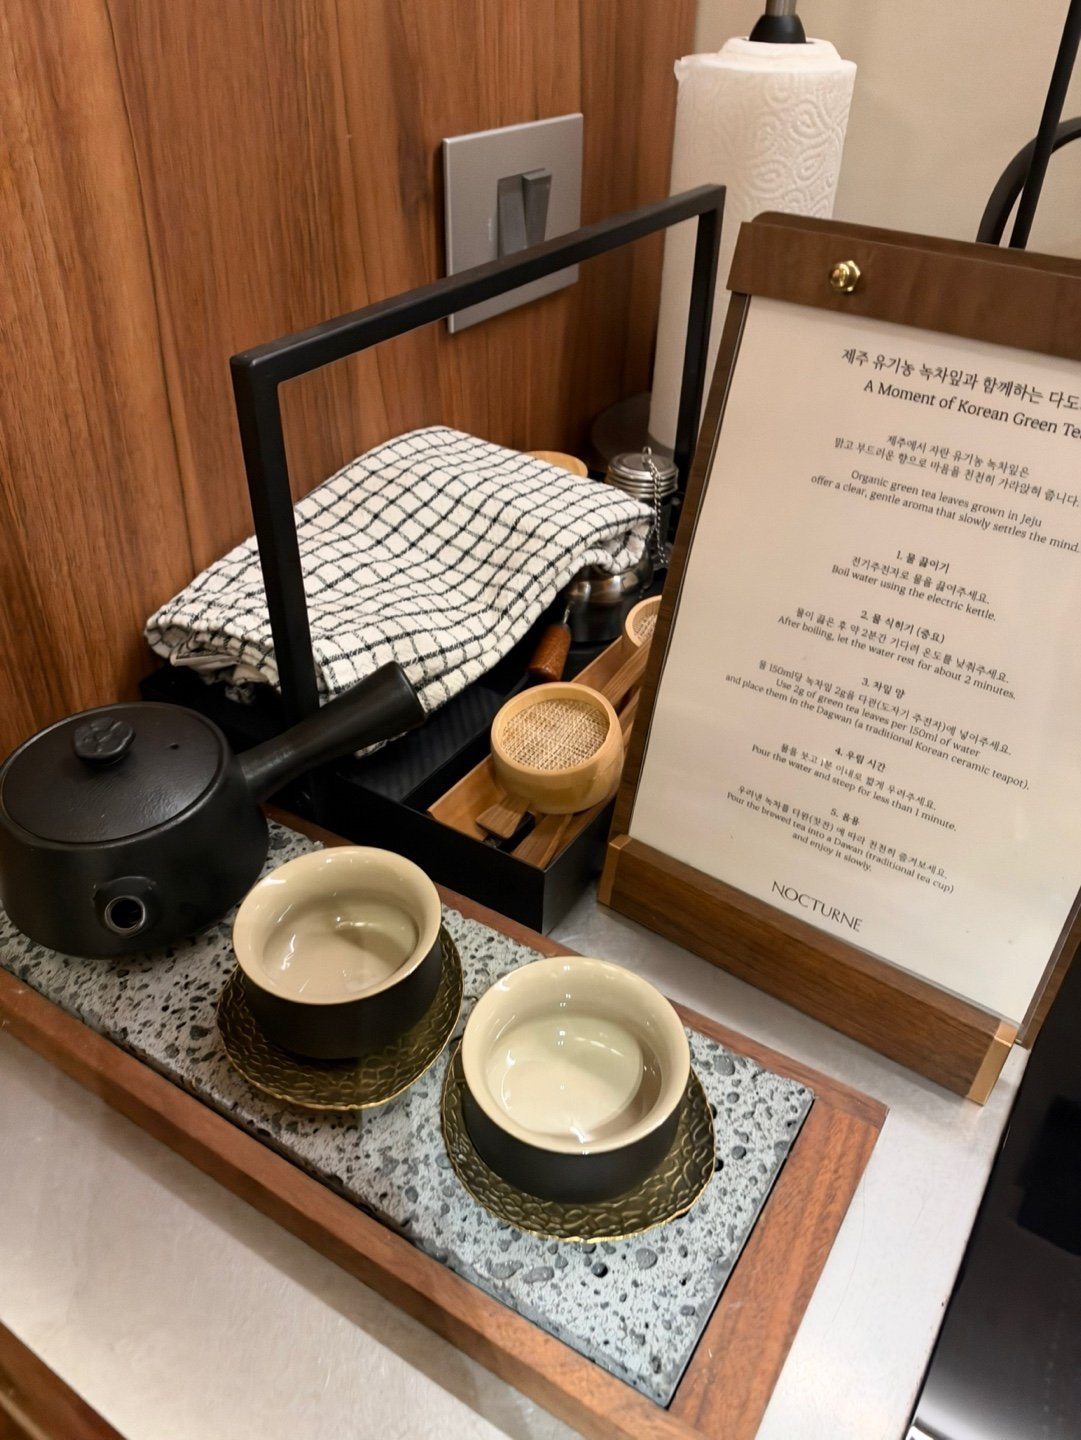 제주 유기농 녹차잎과 함께하는 다도
A Moment of Korean Green Te
제주에서 자란 유기농 녹차잎은
맑고 부드러운 향으로 마음을 천천히 가라앉혀 줍니다.
Organic green tea leaves grown in Jeju
offer a clear, gentle aroma that slowly settles the mind.
1. 물 끓이기
전기주전자로 물을 끓여주세요.
Boil water using the electric kettle.
2. 물 식히기 (중요)
물이 끓은 후 약 2분간 기다려 온도를 낮춰주세요.
After boiling, let the water rest for about 2 minutes.
3. 차잎 양
물 150ml당 녹차잎 2g을 다관(도자기 주전자)에 넣어주세요.
Use 2g of green tea leaves per 150ml of water
and place them in the Dagwan (a traditional Korean ceramic teapot).
4. 우림 시간
물을 붓고 1분 이내로 짧게 우려주세요.
Pour the water and steep for less than 1 minute.
5. 음용
우려낸 녹차를 다완(찻잔) 에 따라 천천히 즐겨보세요.
Pour the brewed tea into a Dawan (traditional tea cup)
and enjoy it slowly.
NOCTURNE